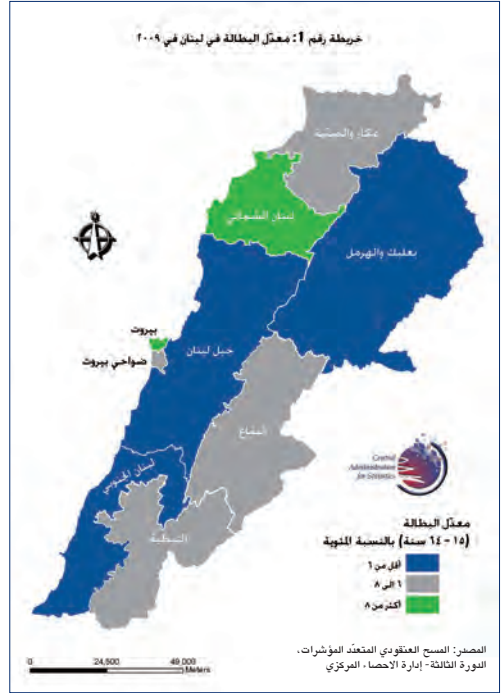 خريطة رقم 1: معدّل البطالة في لبنان في ٢٠٠٩
عكار والضنية
لبنان الشمالي
بعلبك والهرمل
بيروت
جبل لبنان
ضواحي بيروت
البقاع
لبنان الجنوبي
النبطية
Central
Administration
for Statistics
معدّل البطالة
(١٥ - ٦٤ سنة) بالنسبة المئوية
أقل من ٦
٦ إلى ٨
أكثر من ٨
0 24,500 49,000
Meters
المصدر: المسح العنقودي المتعدّد المؤشرات،
الدورة الثالثة- إدارة الاحصاء المركزي